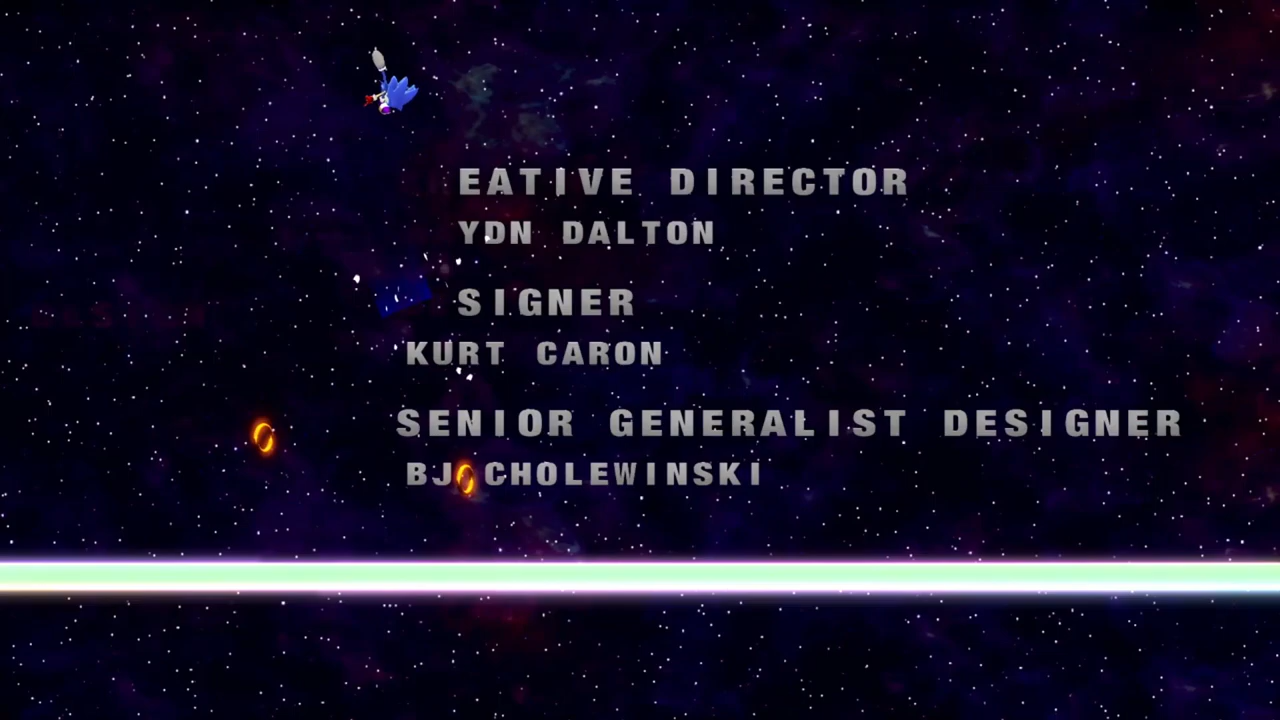 EATIVE DIRECTOR
YDN DALTON
SIGNER
KURT CARON
SENIOR GENERALIST DESIGNER
BJ CHOLEWINSKI